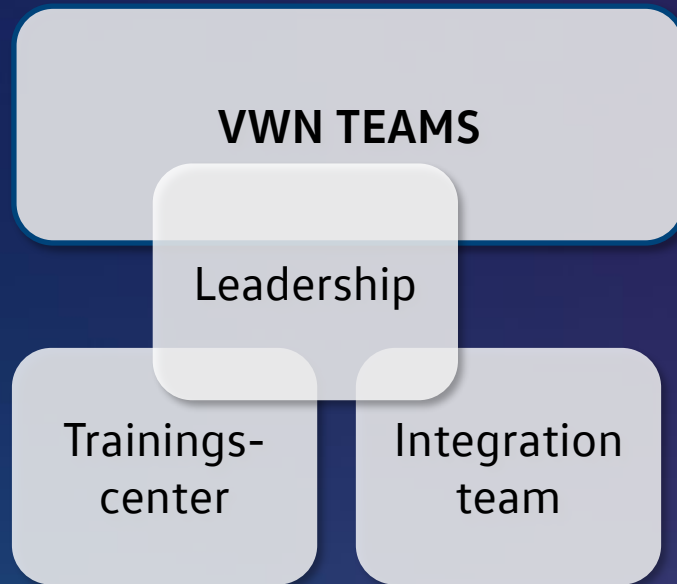 VWN TEAMS
Leadership
Trainings-
center
Integration
team